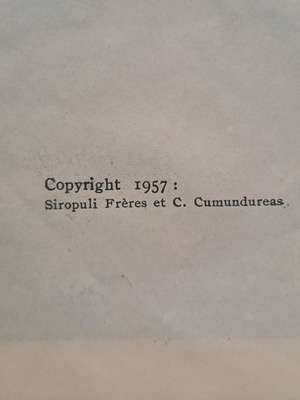 Copyright 1957 :
Siropuli Frères et C. Cumundureas.